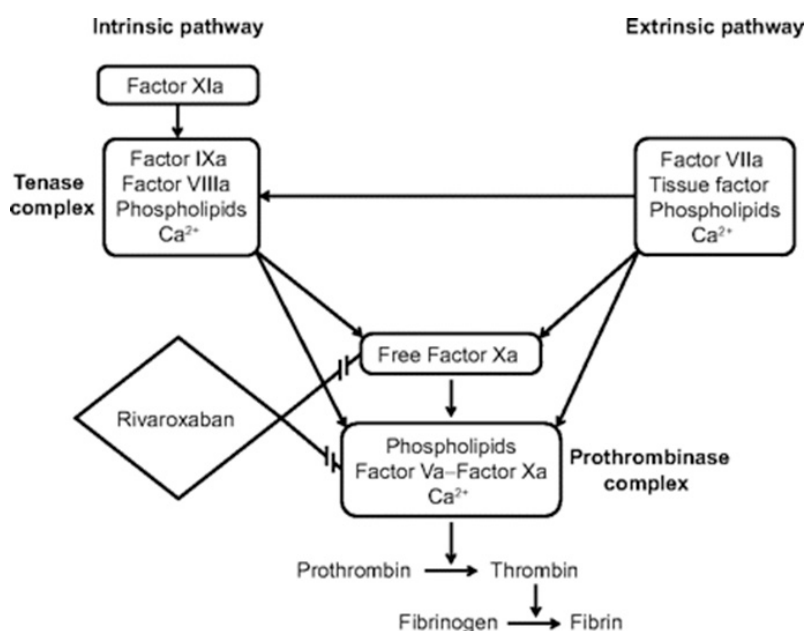 Intrinsic pathway
Extrinsic pathway
Factor XIa
Tenase
complex
Factor IXa
Factor VIIIa
Phospholipids
Ca²⁺
Factor VIIa
Tissue factor
Phospholipids
Ca²⁺
Free Factor Xa
Rivaroxaban
Phospholipids
Factor Va–Factor Xa
Ca²⁺
Prothrombinase
complex
Prothrombin
Thrombin
Fibrinogen
Fibrin